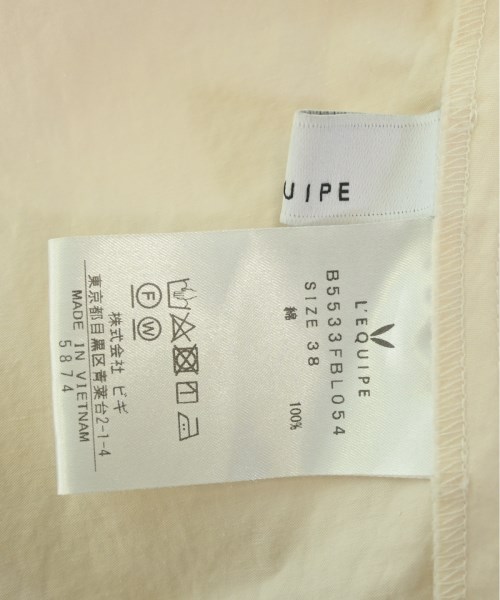 UIPE
L'EQUIPE
B5533FBL054
SIZE 38
綿 100%
F W
株式会社 ビギ
東京都目黒区青葉台2-1-4
MADE IN VIETNAM
5874